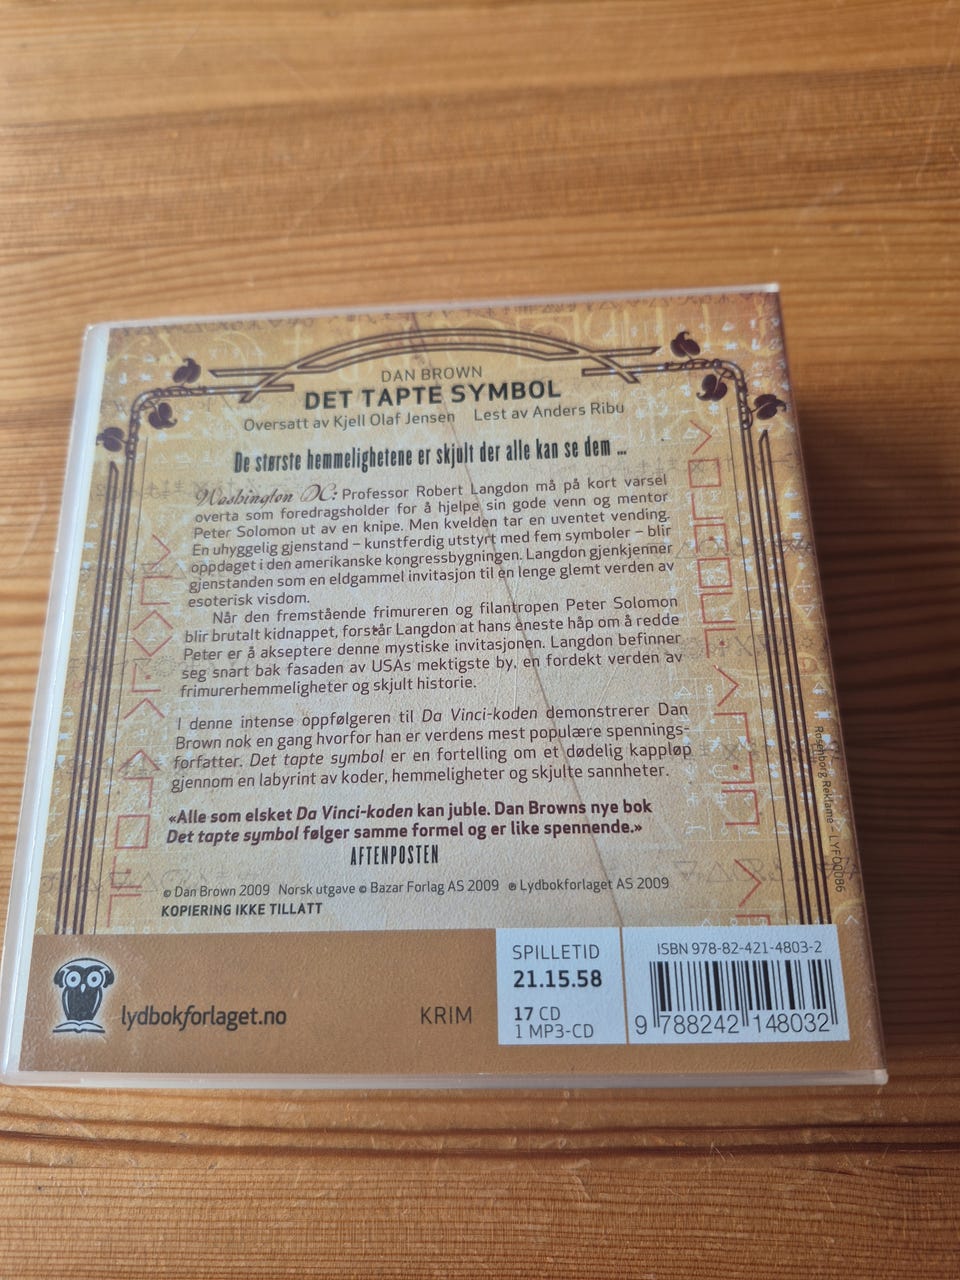 DAN BROWN
DET TAPTE SYMBOL
Oversatt av Kjell Olaf Jensen Lest av Anders Ribu
De største hemmelighetene er skjult der alle kan se dem ...
Washington DC: Professor Robert Langdon må på kort varsel
overta som foredragsholder for å hjelpe sin gode venn og mentor
Peter Solomon ut av en knipe. Men kvelden tar en uventet vending.
En uhyggelig gjenstand – kunstferdig utstyrt med fem symboler – blir
oppdaget i den amerikanske kongressbygningen. Langdon gjenkjenner
gjenstanden som en eldgammel invitasjon til en lenge glemt verden av
esoterisk visdom.
Når den fremstående frimureren og filantropen Peter Solomon
blir brutalt kidnappet, forstår Langdon at hans eneste håp om å redde
Peter er å akseptere denne mystiske invitasjonen. Langdon befinner
seg snart bak fasaden av USAs mektigste by, en fordekt verden av
frimurerhemmeligheter og skjult historie.
I denne intense oppfølgeren til Da Vinci-koden demonstrerer Dan
Brown nok en gang hvorfor han er verdens mest populære spennings-
forfatter. Det tapte symbol er en fortelling om et dødelig kappløp
gjennom en labyrint av koder, hemmeligheter og skjulte sannheter.
«Alle som elsket Da Vinci-koden kan juble. Dan Browns nye bok
Det tapte symbol følger samme formel og er like spennende.»
AFTENPOSTEN
© Dan Brown 2009 Norsk utgave © Bazar Forlag AS 2009 ℗ Lydbokforlaget AS 2009
KOPIERING IKKE TILLATT
Rosenborg Reklame – LYF00086
lydbokforlaget.no
KRIM
SPILLETID
21.15.58
17 CD
1 MP3-CD
ISBN 978-82-421-4803-2
9 788242 148032